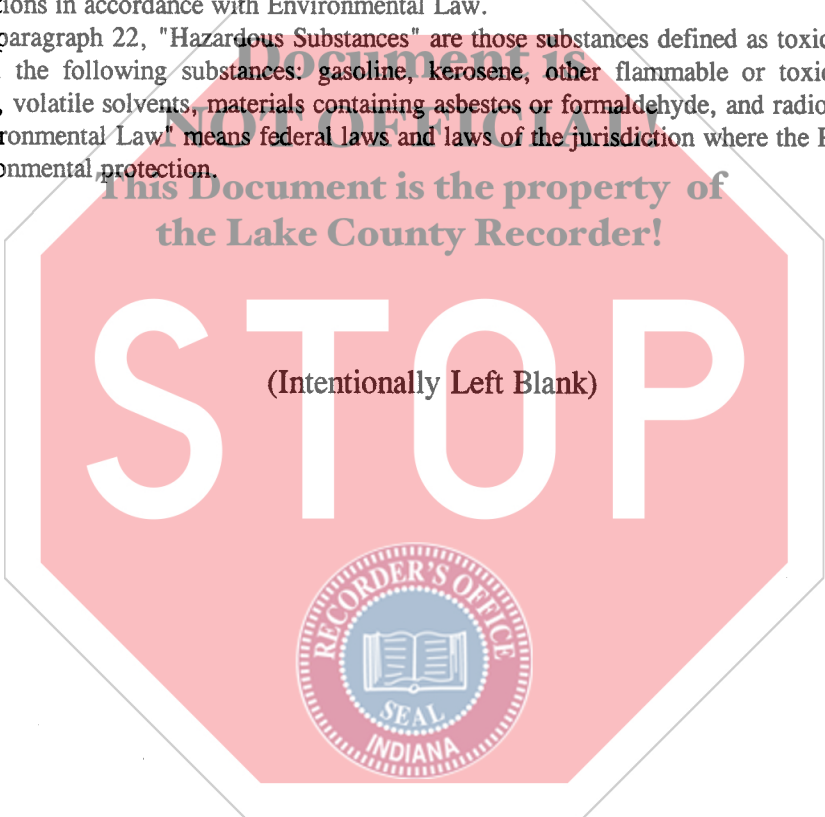 ions in accordance with Environmental Law.
paragraph 22, "Hazardous Substances" are those substances defined as toxic
the following substances: gasoline, kerosene, other flammable or toxic
, volatile solvents, materials containing asbestos or formaldehyde, and radio
ronmental Law" means federal laws and laws of the jurisdiction where the
onmental protection.
Document is
NOT OFFICIAL!
This Document is the property of
the Lake County Recorder!
(Intentionally Left Blank)
STOP
RECORDER'S OFFICE
SEAL
INDIANA